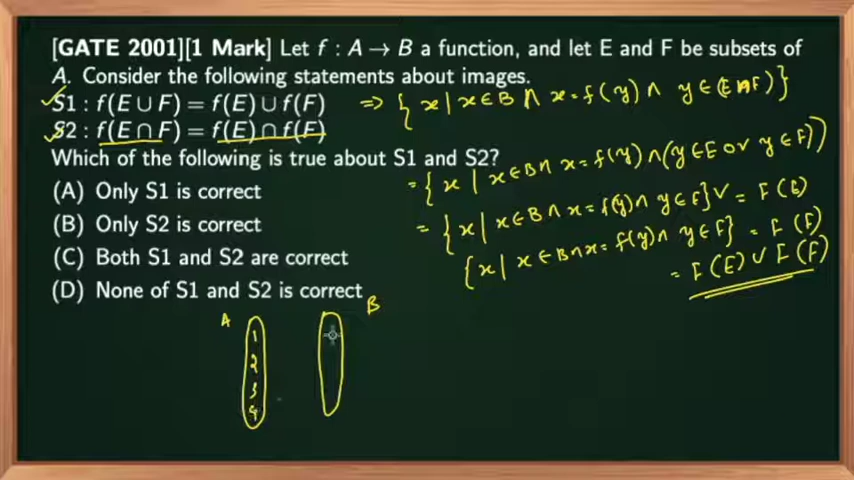 [GATE 2001][1 Mark] Let f : A → B a function, and let E and F be subsets of
A. Consider the following statements about images.
S1 : f(E ∪ F) = f(E) ∪ f(F)
⇒ { x | x ∈ B ∧ x = f(y) ∧ y ∈ (E ∩ F) }
S2 : f(E ∩ F) = f(E) ∩ f(F)
Which of the following is true about S1 and S2?
= { x | x ∈ B ∧ x = f(y) ∧ (y ∈ E or y ∈ F) }
(A) Only S1 is correct
= { x | x ∈ B ∧ x = f(y) ∧ y ∈ F } ∨ = F(E)
(B) Only S2 is correct
{ x | x ∈ B ∧ x = f(y) ∧ y ∈ F } = F(F)
(C) Both S1 and S2 are correct
= F(E) ∪ F(F)
(D) None of S1 and S2 is correct
A B
1
2
3
4